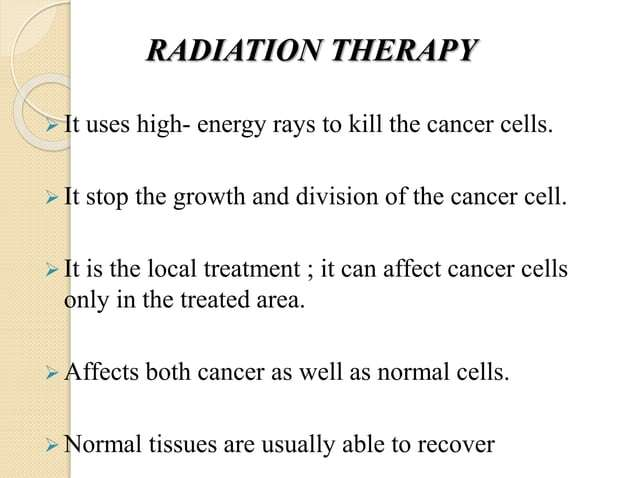 RADIATION THERAPY
It uses high- energy rays to kill the cancer cells.
It stop the growth and division of the cancer cell.
It is the local treatment ; it can affect cancer cells
only in the treated area.
Affects both cancer as well as normal cells.
Normal tissues are usually able to recover